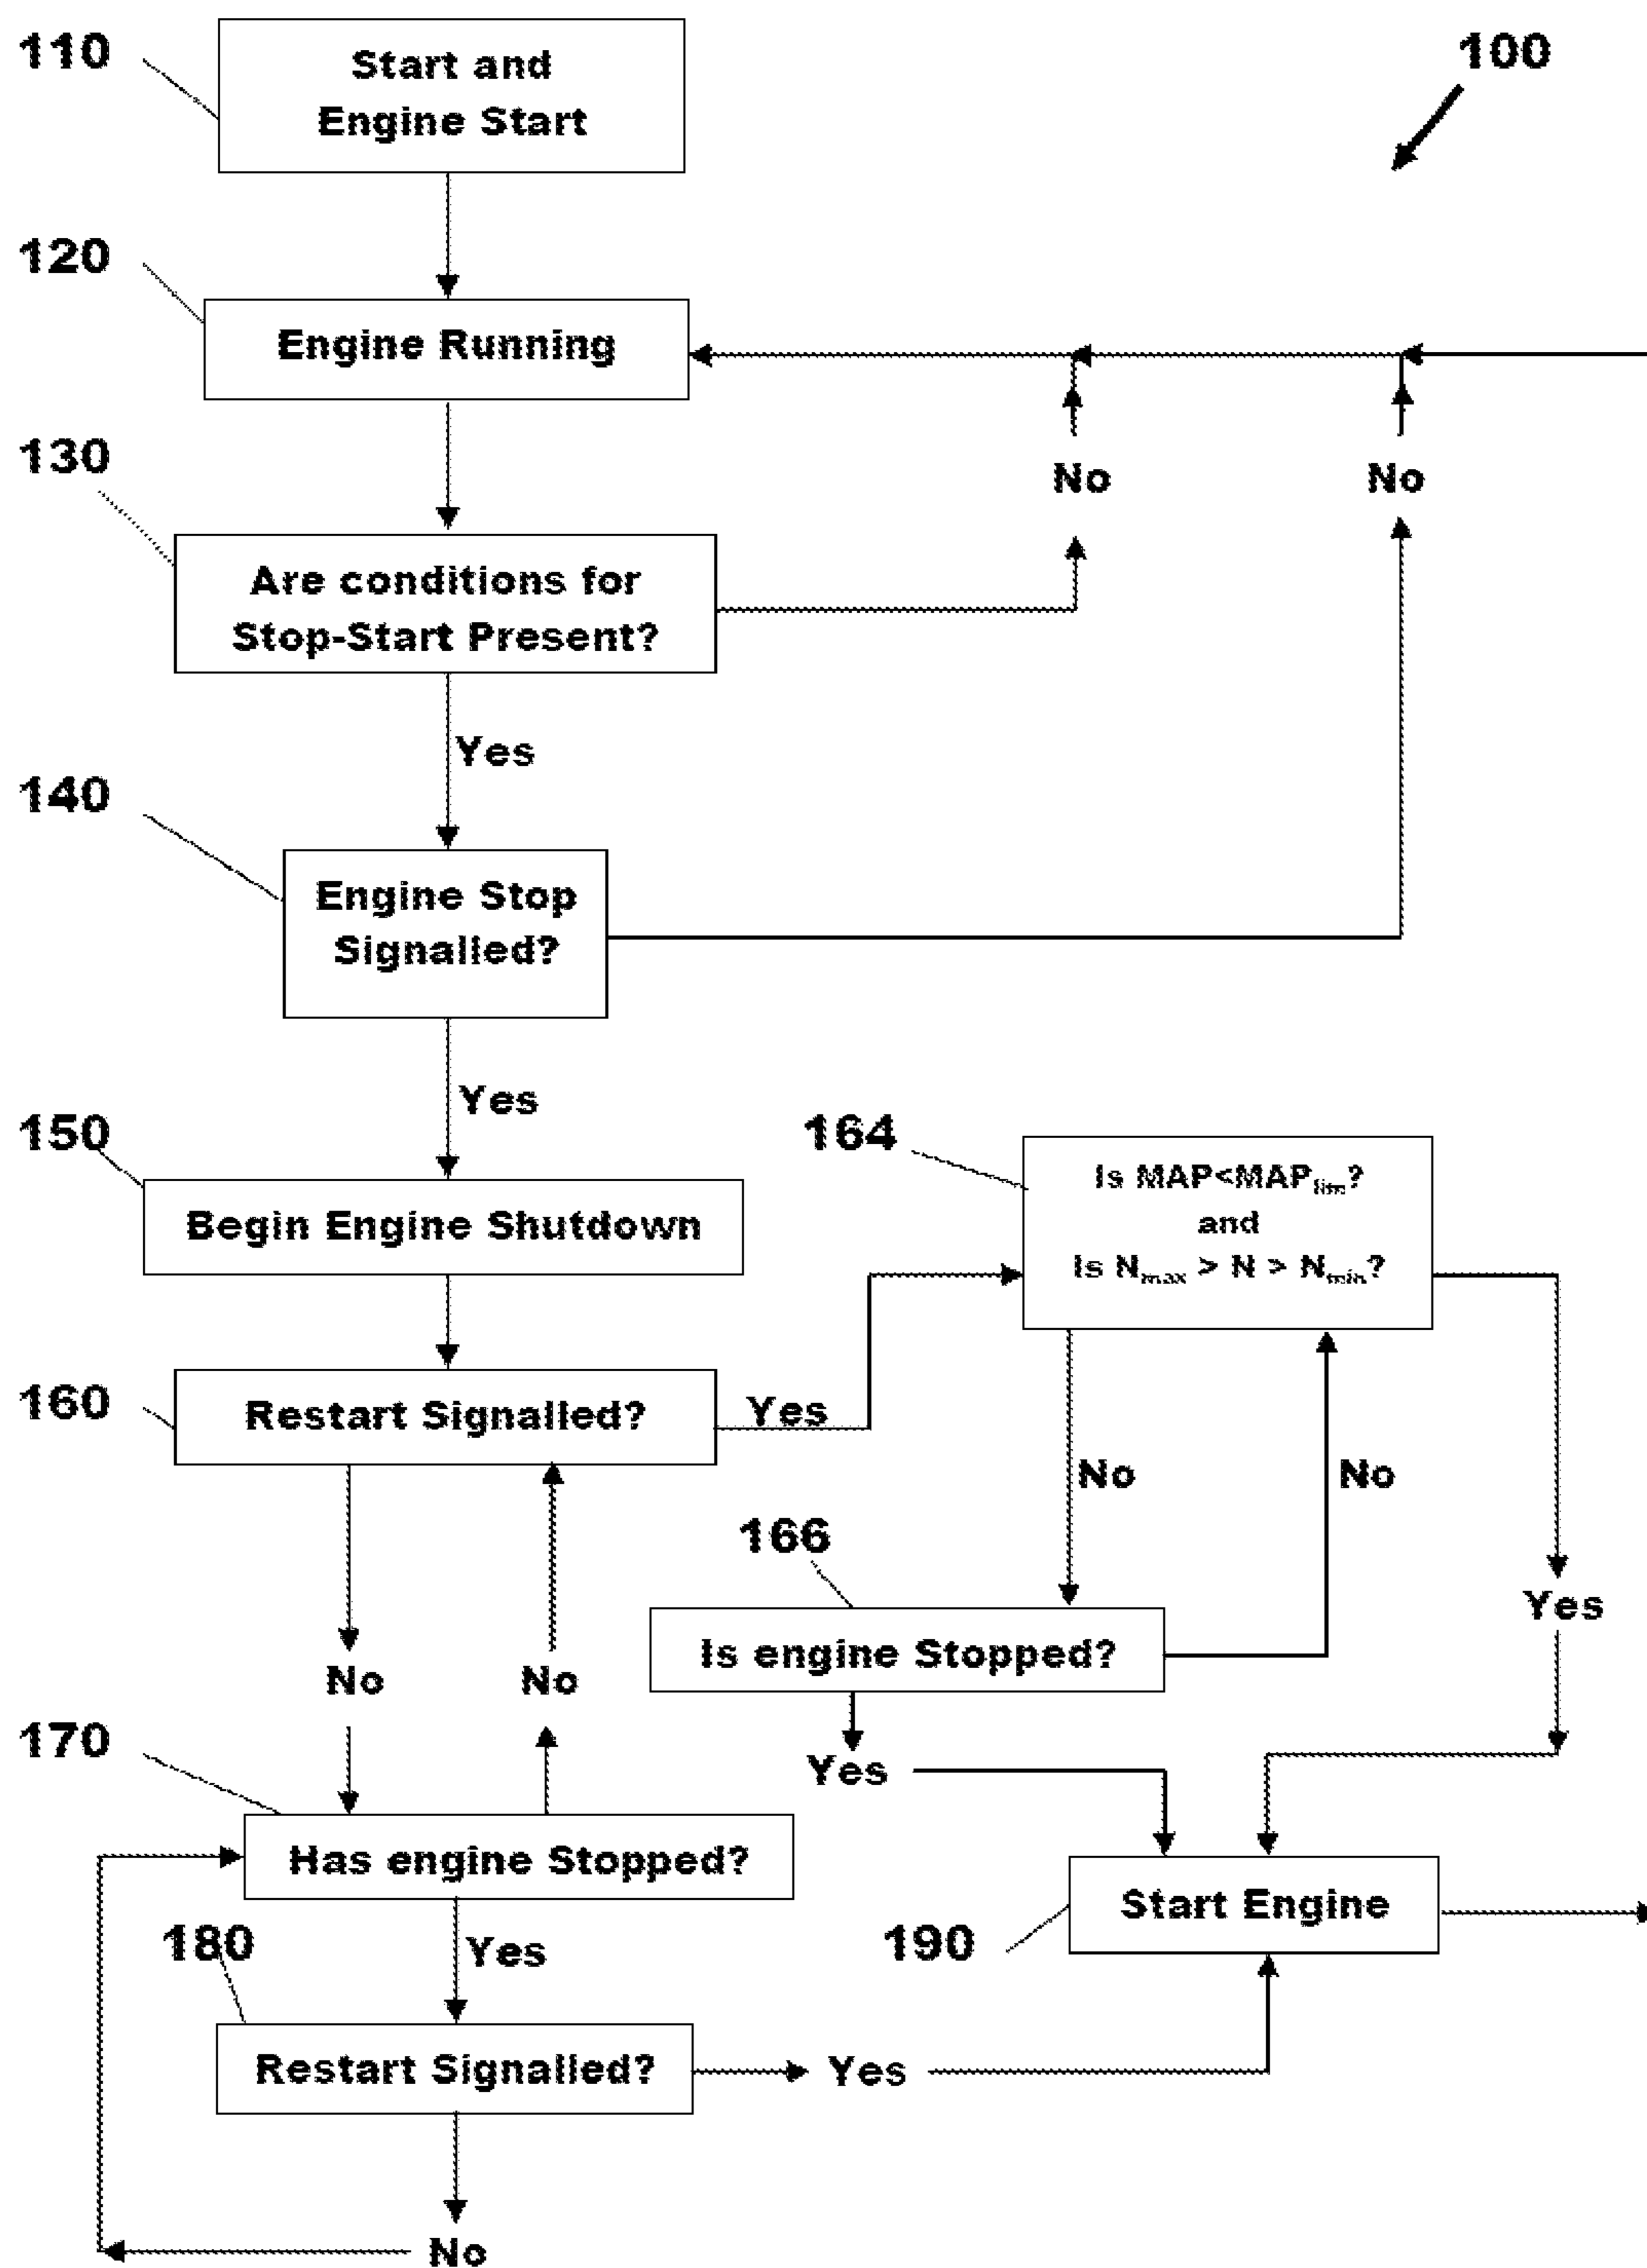 110
Start and
Engine Start
100
120
Engine Running
130
No
No
Are conditions for
Stop-Start Present?
Yes
140
Engine Stop
Signalled?
Yes
150
Begin Engine Shutdown
164
Is MAP<MAPlim?
and
Is Nmax > N > Nmin?
160
Restart Signalled?
Yes
No
No
166
Is engine Stopped?
Yes
No
No
Yes
170
Has engine Stopped?
180
Yes
190
Start Engine
Restart Signalled?
Yes
No